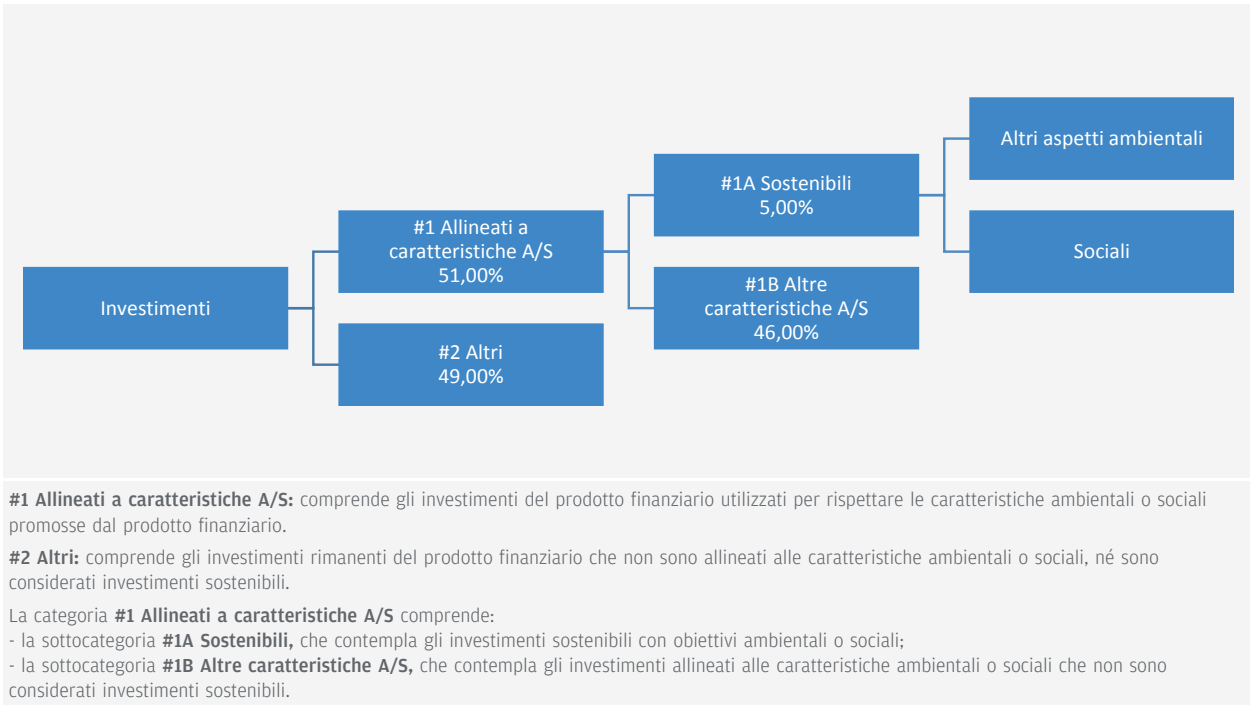 Investimenti
#1 Allineati a
caratteristiche A/S
51,00%
#2 Altri
49,00%
#1A Sostenibili
5,00%
#1B Altre
caratteristiche A/S
46,00%
Altri aspetti ambientali
Sociali
#1 Allineati a caratteristiche A/S: comprende gli investimenti del prodotto finanziario utilizzati per rispettare le caratteristiche ambientali o sociali
promosse dal prodotto finanziario.
#2 Altri: comprende gli investimenti rimanenti del prodotto finanziario che non sono allineati alle caratteristiche ambientali o sociali, né sono
considerati investimenti sostenibili.
La categoria #1 Allineati a caratteristiche A/S comprende:
- la sottocategoria #1A Sostenibili, che contempla gli investimenti sostenibili con obiettivi ambientali o sociali;
- la sottocategoria #1B Altre caratteristiche A/S, che contempla gli investimenti allineati alle caratteristiche ambientali o sociali che non sono
considerati investimenti sostenibili.